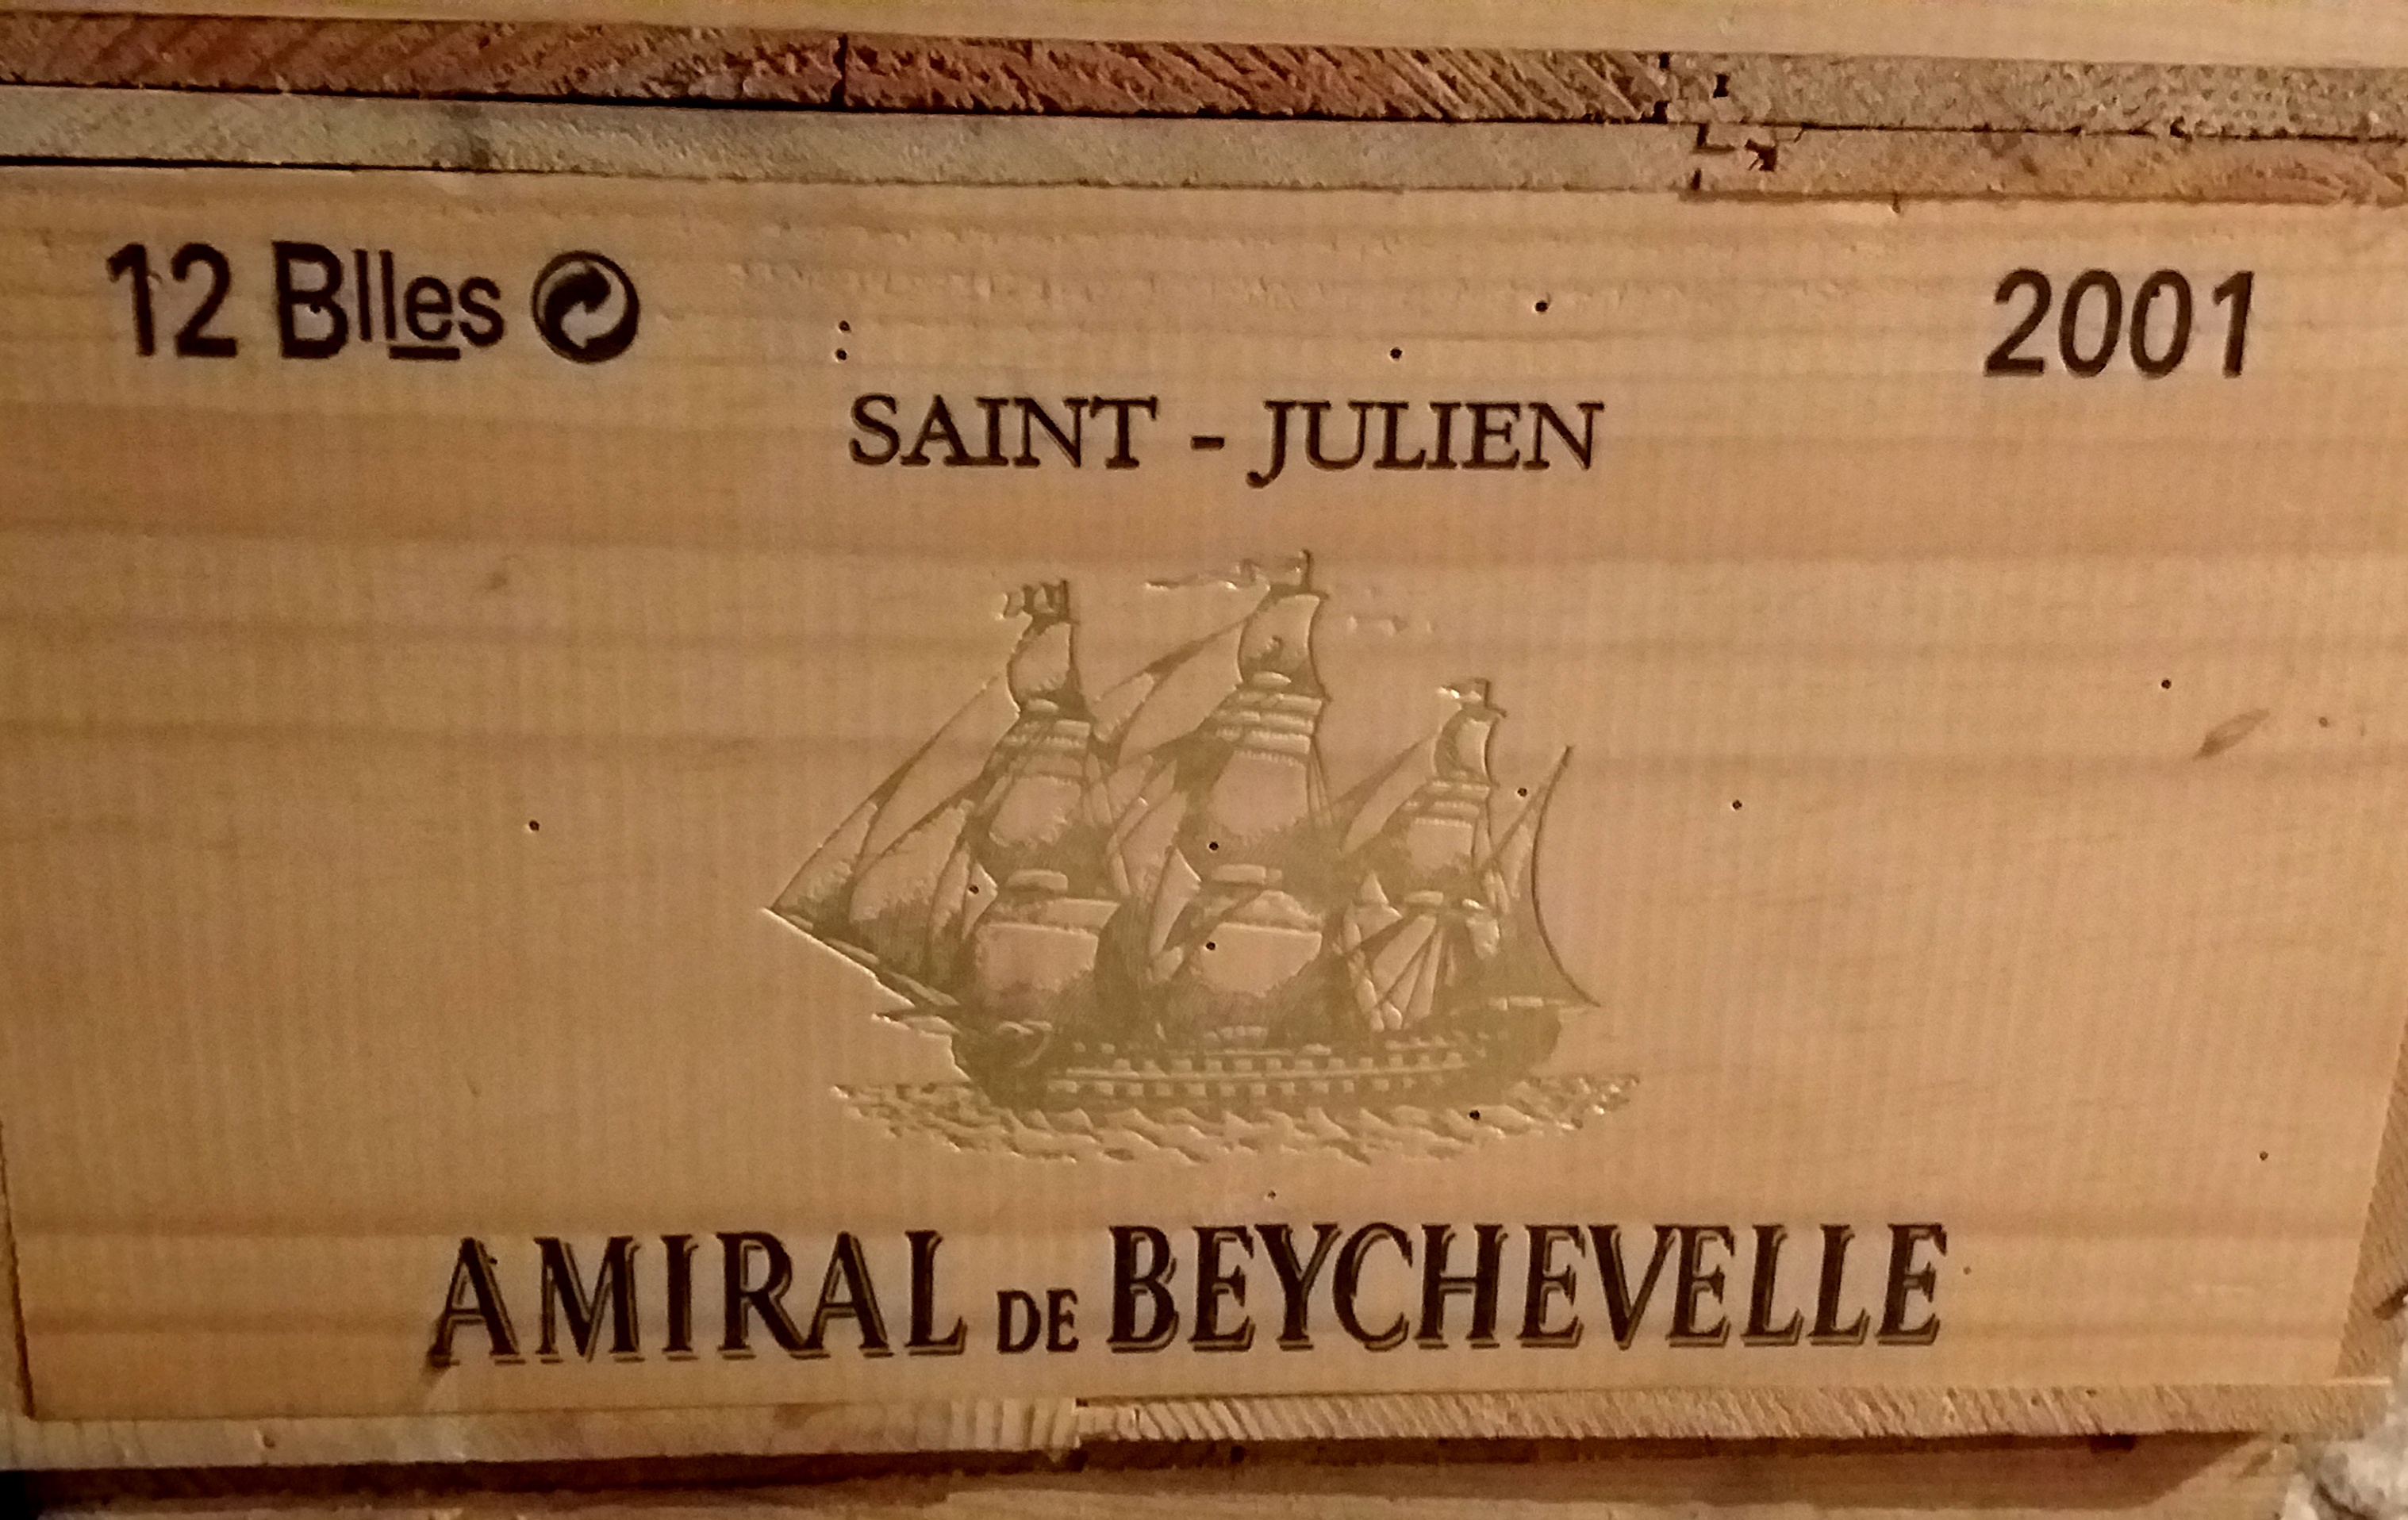 12 Blles 2001
SAINT - JULIEN
AMIRAL DE BEYCHEVELLE